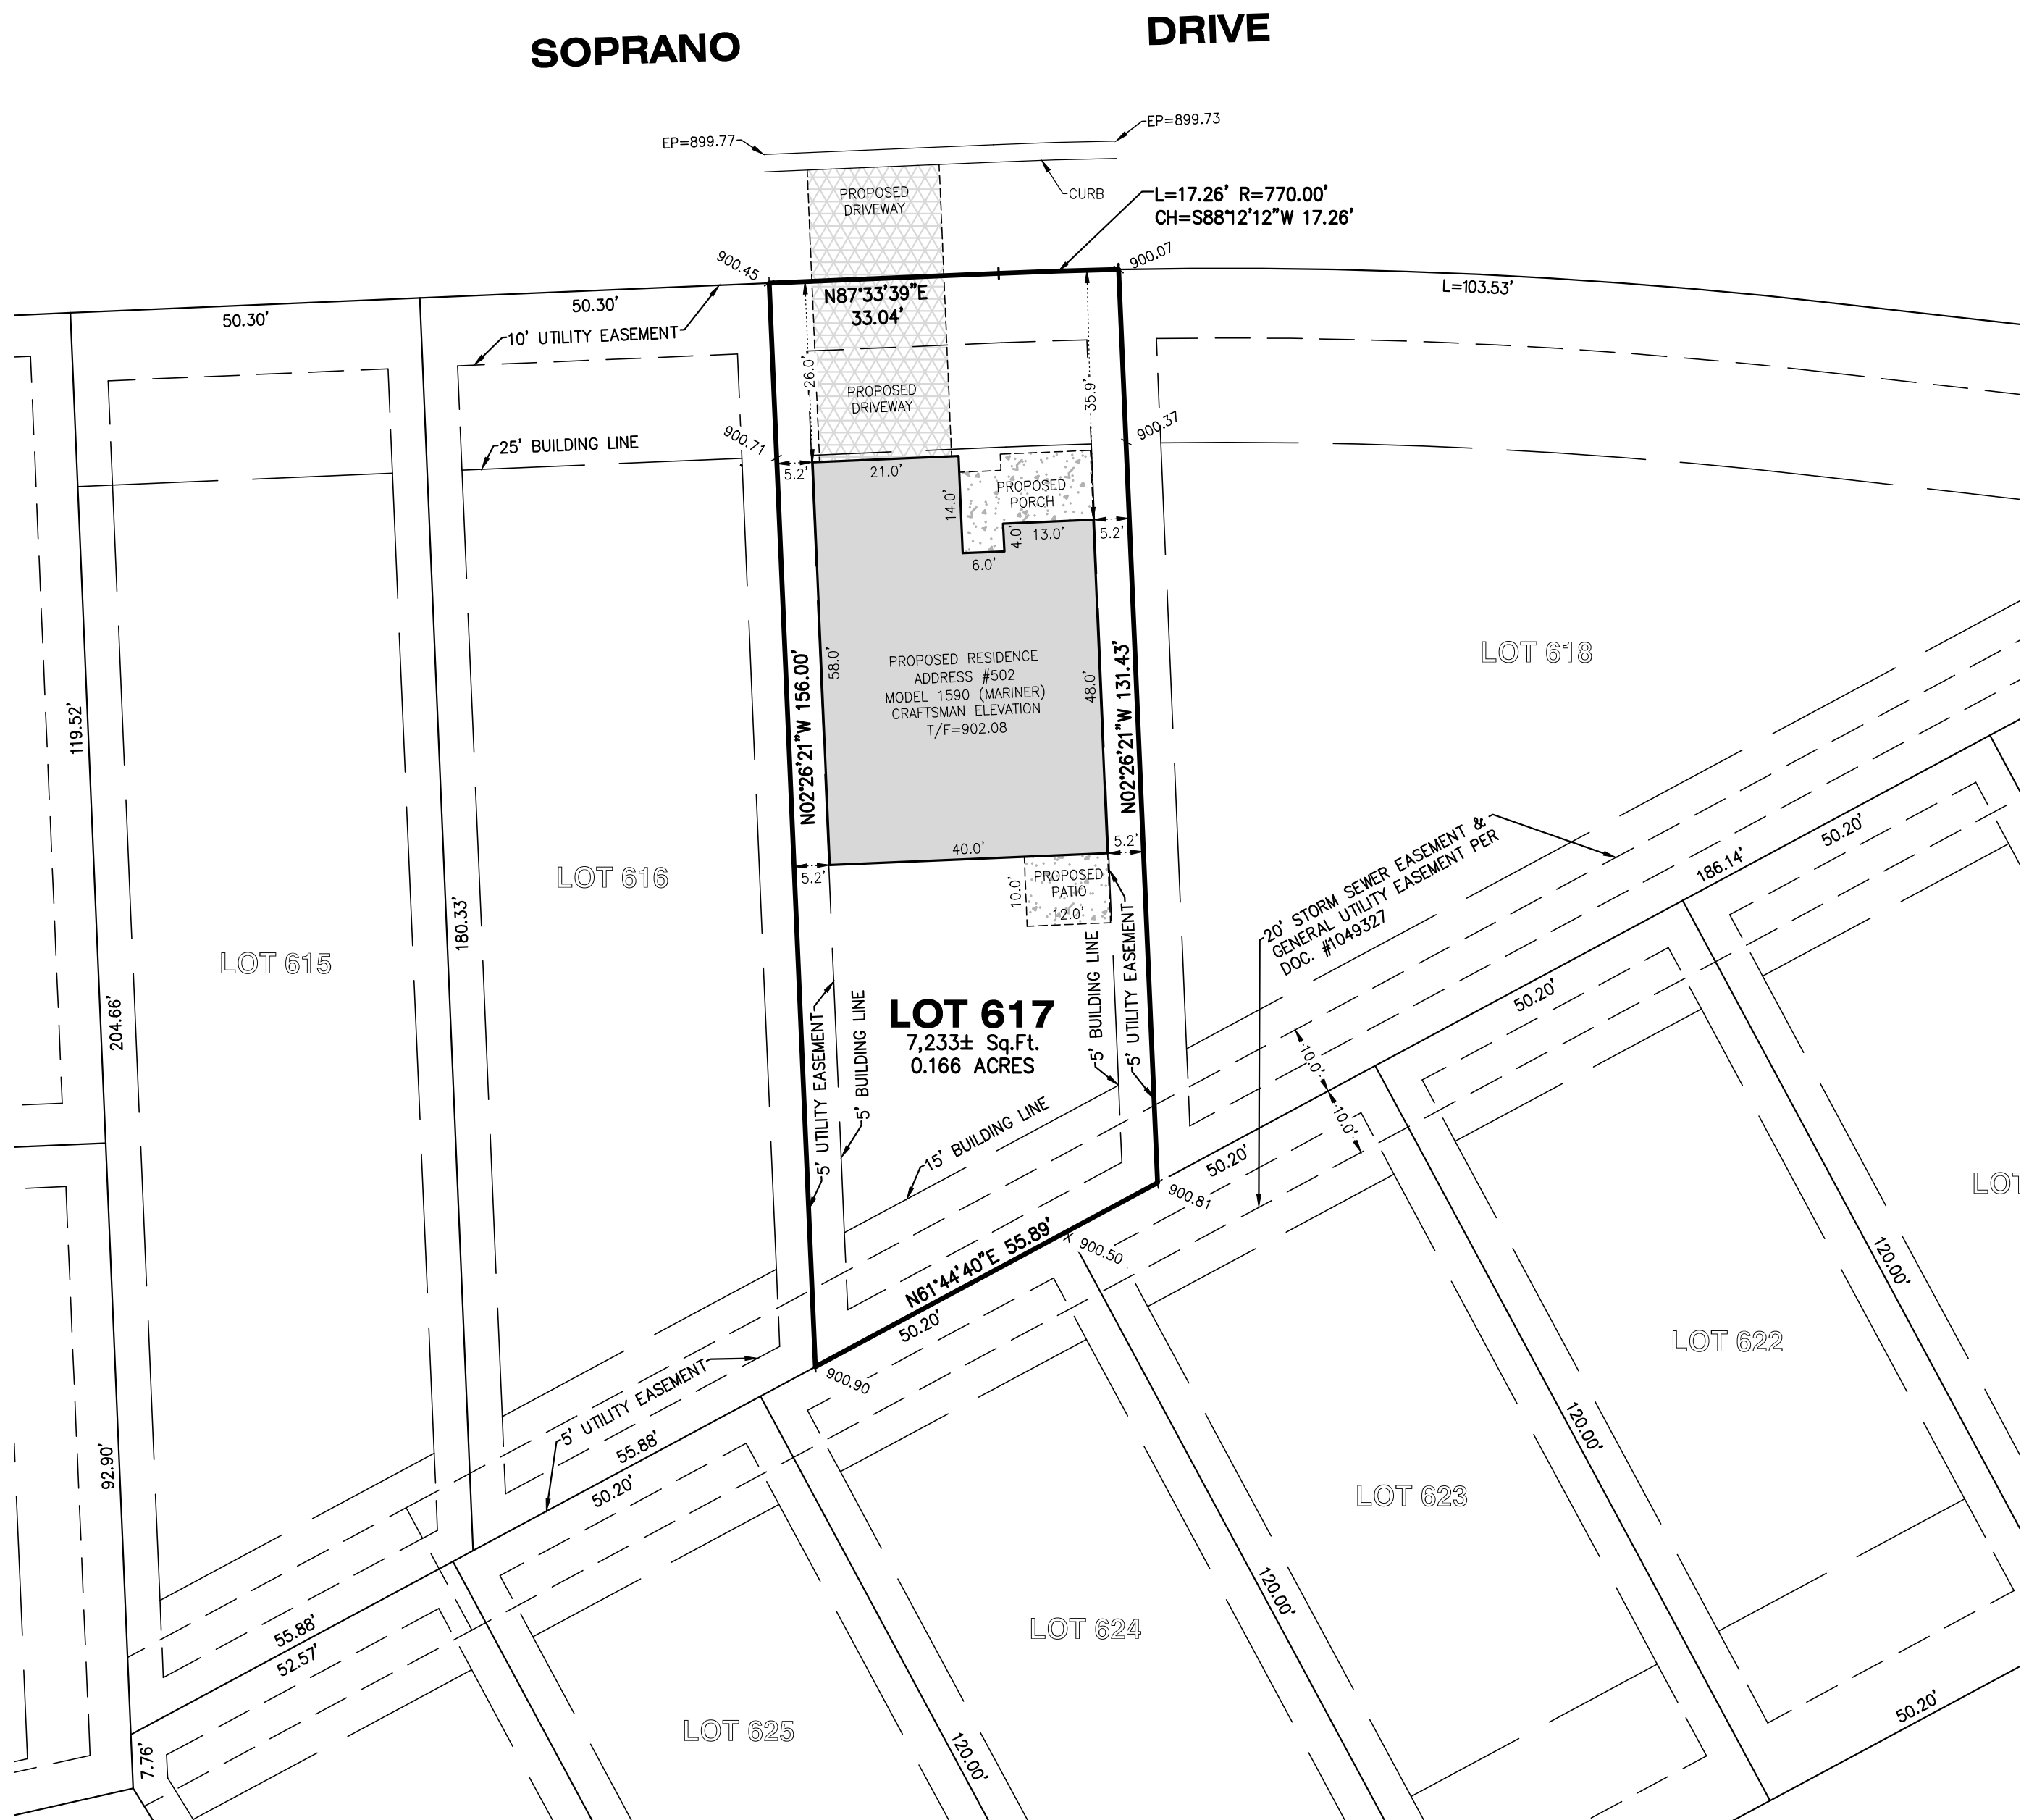 SOPRANO DRIVE
EP=899.77
EP=899.73
CURB
PROPOSED
DRIVEWAY
L=17.26' R=770.00'
CH=S88°12'12"W 17.26'
900.45
900.07
N87°33'39"E
33.04'
50.30'
50.30'
L=103.53'
10' UTILITY EASEMENT
26.0'
35.9'
PROPOSED
DRIVEWAY
25' BUILDING LINE
900.71
900.37
5.2'
21.0'
14.0'
PROPOSED
PORCH
4.0'
13.0'
5.2'
6.0'
58.0'
48.0'
PROPOSED RESIDENCE
ADDRESS #502
MODEL 1590 (MARINER)
CRAFTSMAN ELEVATION
T/F=902.08
N02°26'21"W 156.00'
N02°26'21"W 131.43'
LOT 618
119.52'
180.33'
204.66'
92.90'
7.76'
LOT 616
LOT 615
40.0'
5.2'
5.2'
PROPOSED
PATIO
10.0'
12.0'
LOT 617
7,233± Sq.Ft.
0.166 ACRES
5' UTILITY EASEMENT
5' BUILDING LINE
5' BUILDING LINE
5' UTILITY EASEMENT
15' BUILDING LINE
20' STORM SEWER EASEMENT &
GENERAL UTILITY EASEMENT PER
DOC. #1049327
186.14'
50.20'
50.20'
10.0'
10.0'
50.20'
900.81
900.50
N61°44'40"E 55.89'
50.20'
900.90
5' UTILITY EASEMENT
55.88'
50.20'
55.88'
52.57'
LOT
120.00'
LOT 622
120.00'
LOT 623
120.00'
LOT 624
120.00'
LOT 625
50.20'